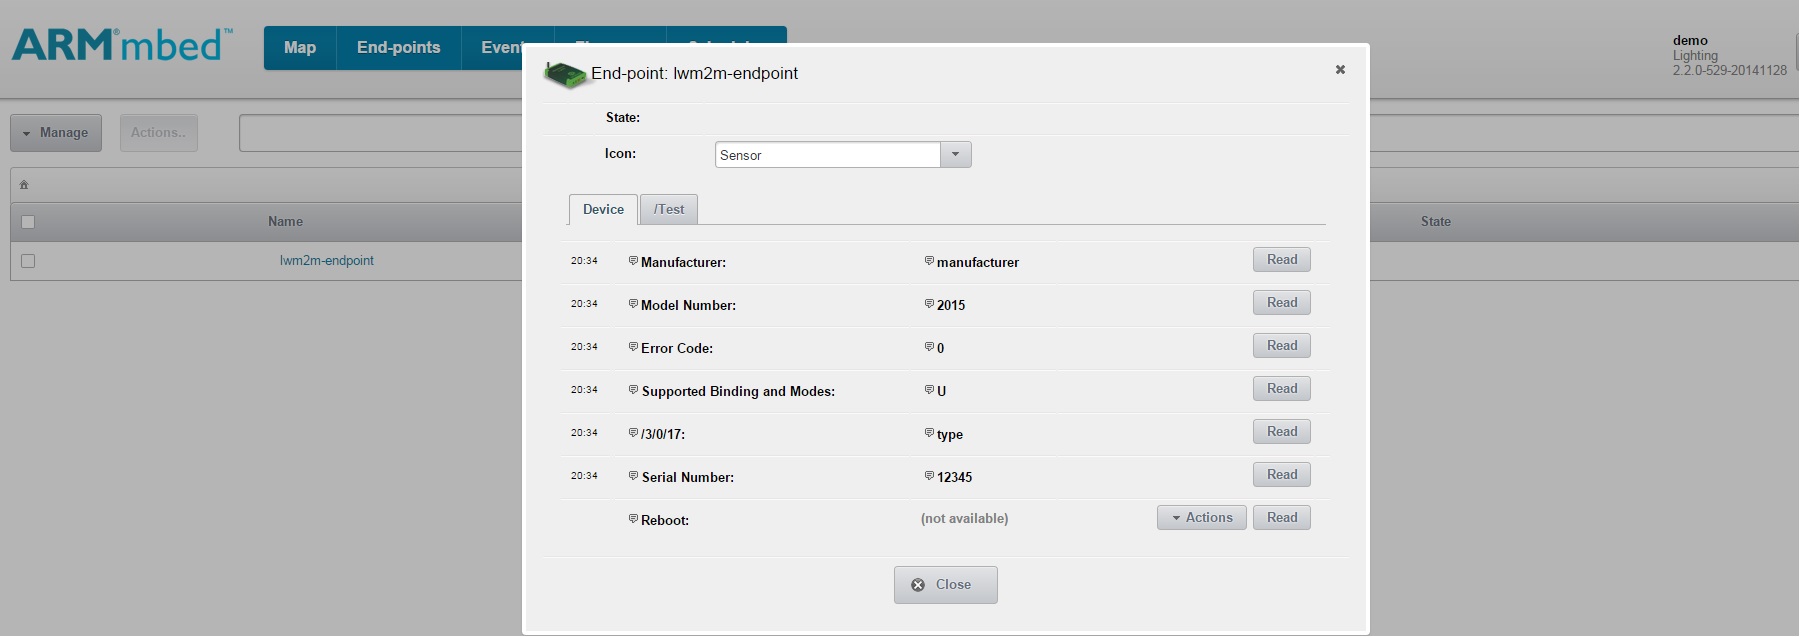 ARM®mbed™
Map
End-points
demo
Lighting
2.2.0-529-20141128
Manage
Actions..
Name
State
lwm2m-endpoint
End-point: lwm2m-endpoint
State:
Icon:
Sensor
Device
/Test
20:34 Manufacturer: manufacturer Read
20:34 Model Number: 2015 Read
20:34 Error Code: 0 Read
20:34 Supported Binding and Modes: U Read
20:34 /3/0/17: type Read
20:34 Serial Number: 12345 Read
Reboot: (not available) Actions Read
Close